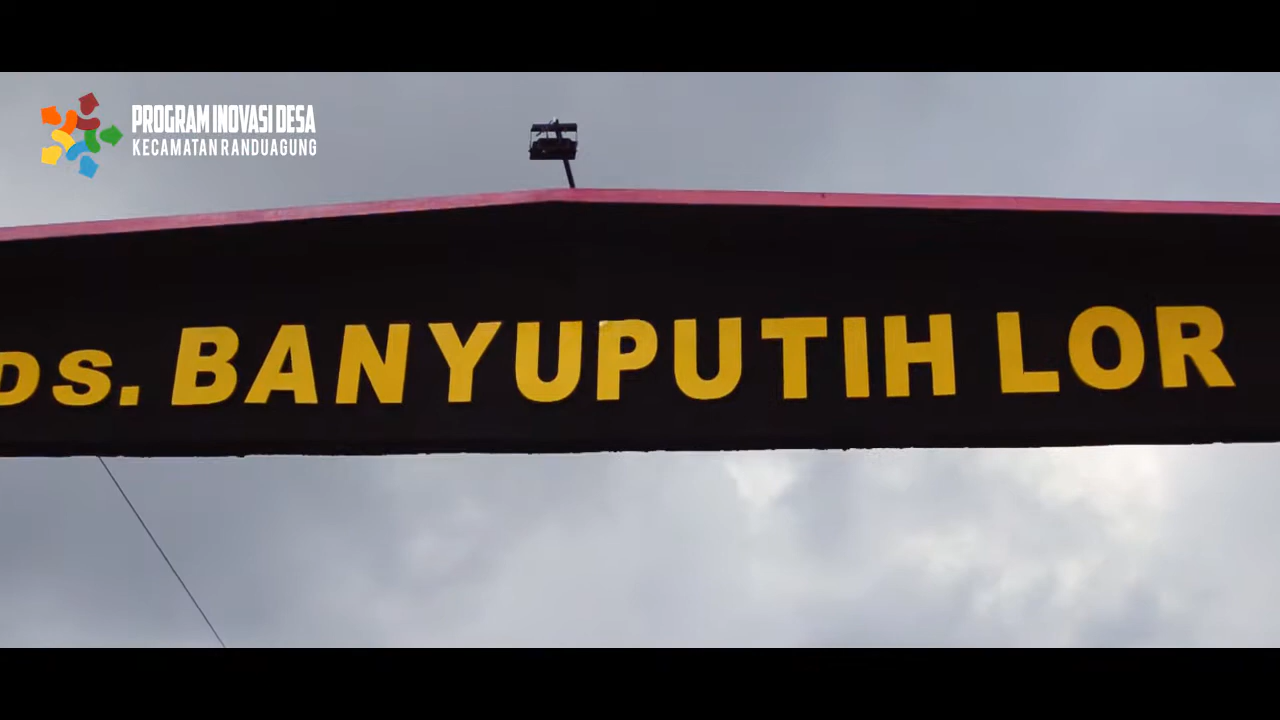 PROGRAM INOVASI DESA
KECAMATAN RANDUAGUNG
DS. BANYUPUTIH LOR